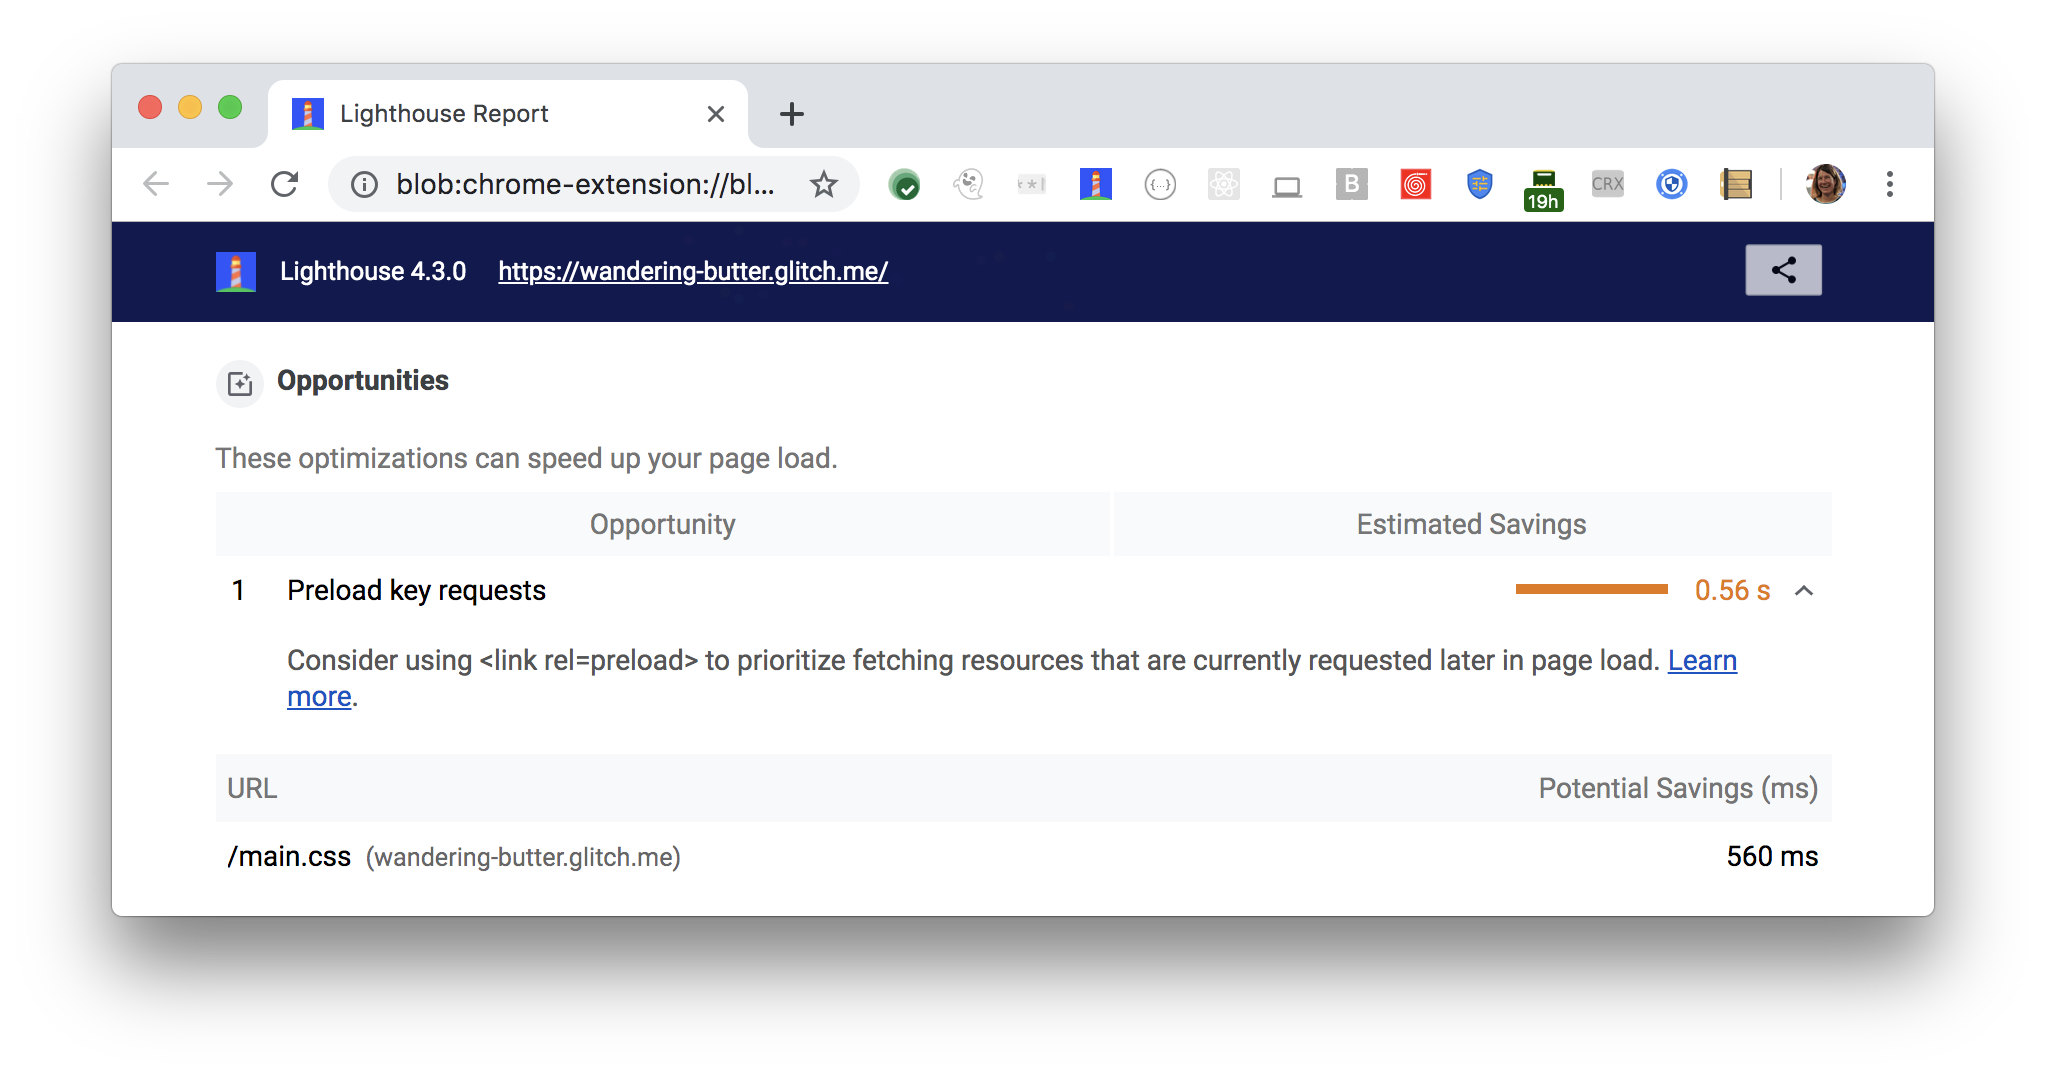 Lighthouse Report
blob:chrome-extension://bl...
**!
{...}
B
19h
CRX
Lighthouse 4.3.0 https://wandering-butter.glitch.me/
Opportunities
These optimizations can speed up your page load.
Opportunity Estimated Savings
1 Preload key requests 0.56 s
Consider using <link rel=preload> to prioritize fetching resources that are currently requested later in page load. Learn
more.
URL Potential Savings (ms)
/main.css (wandering-butter.glitch.me) 560 ms